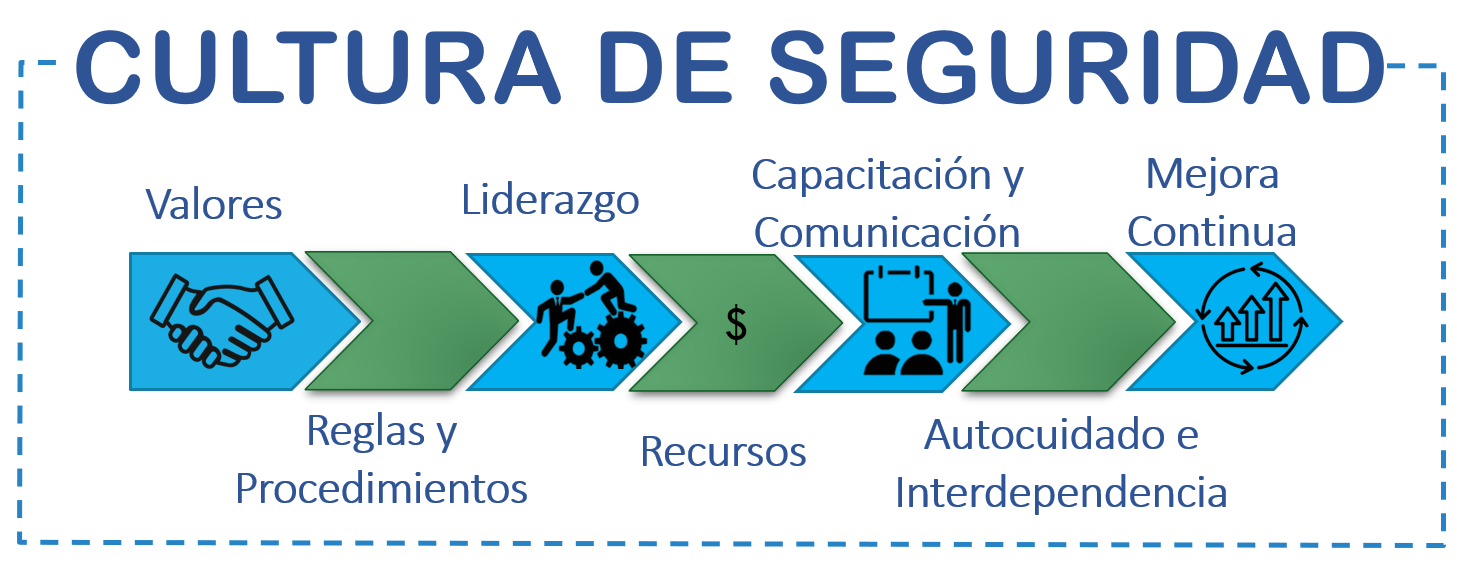 CULTURA DE SEGURIDAD
Valores
Reglas y
Procedimientos
Liderazgo
$
Recursos
Capacitación y
Comunicación
Autocuidado e
Interdependencia
Mejora
Continua